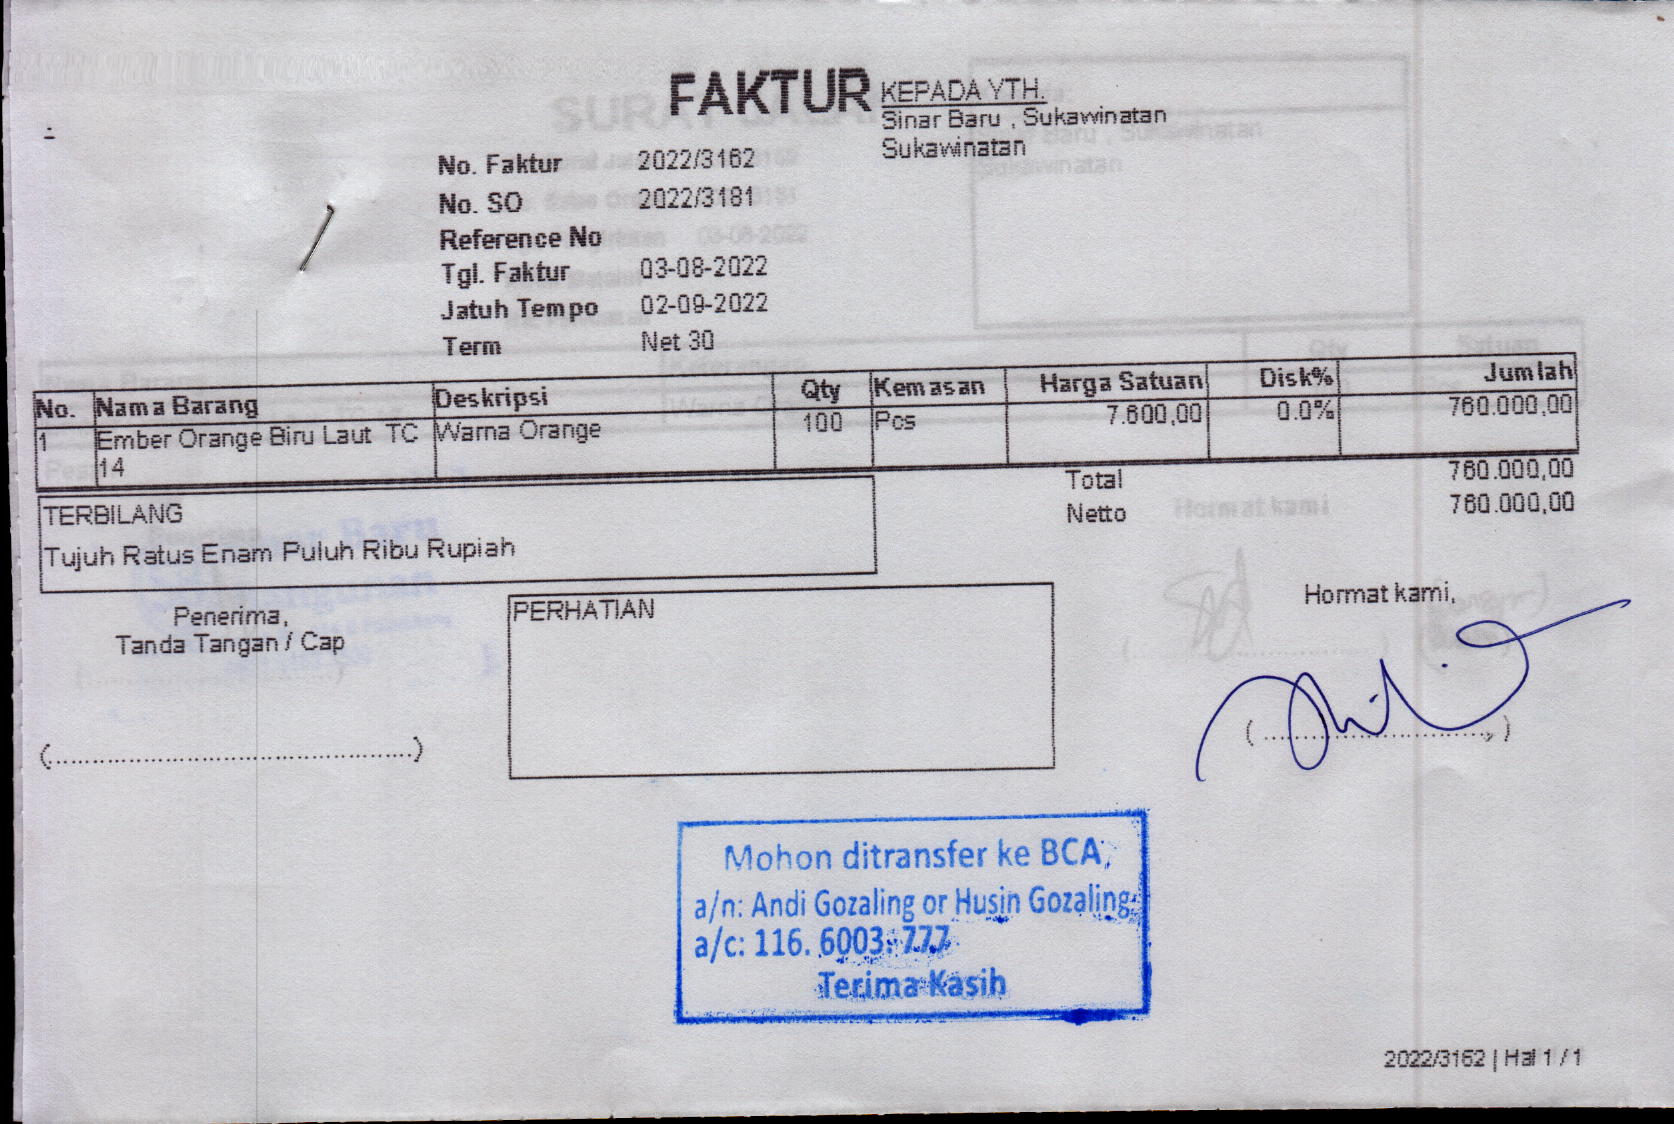 FAKTUR
KEPADA YTH.
Sinar Baru , Sukawinatan
Sukawinatan
No. Faktur 2022/3162
No. SO 2022/3181
Reference No
Tgl. Faktur 03-08-2022
Jatuh Tempo 02-09-2022
Term Net 30
No. Nama Barang Deskripsi Qty Kemasan Harga Satuan Disk% Jumlah
1 Ember Orange Biru Laut TC Warna Orange 100 Pcs 7.600,00 0.0% 760.000,00
14
Total 760.000,00
Netto 760.000,00
TERBILANG
Tujuh Ratus Enam Puluh Ribu Rupiah
Penerima,
Tanda Tangan / Cap
(................................................)
PERHATIAN
Hormat kami,
(................................)
Mohon ditransfer ke BCA,
a/n: Andi Gozaling or Husin Gozaling
a/c: 116. 6003. 777
Terima Kasih
2022/3162 | Hal 1 / 1